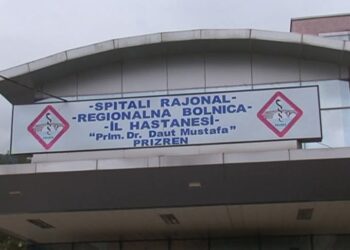 -SPITALI RAJONAL-
-REGIONALNA BOLNICA-
-İL HASTANESİ-
"Prim. Dr. Daut Mustafa"
PRIZREN